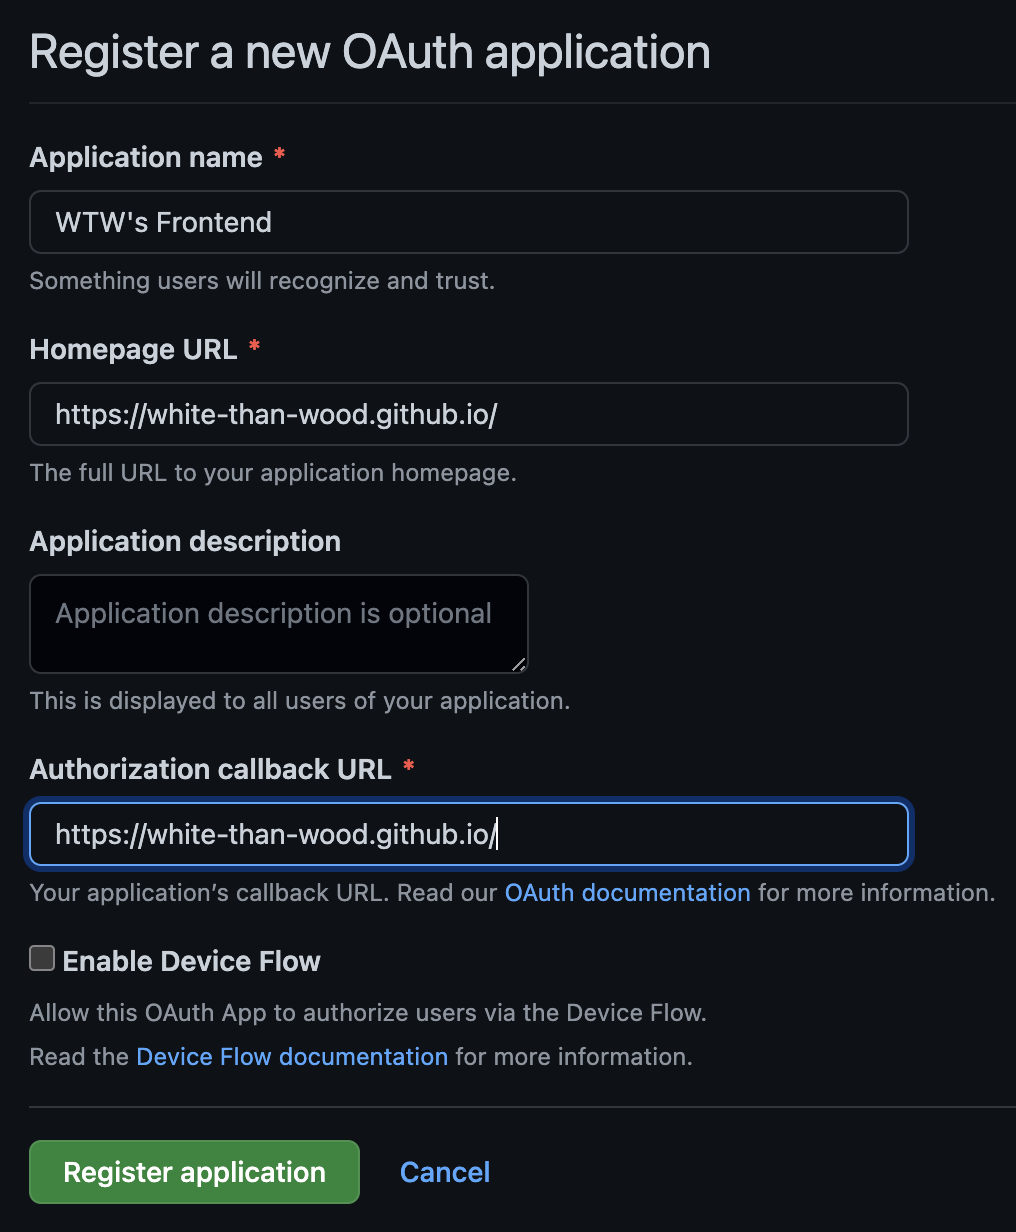 Register a new OAuth application
Application name *
WTW's Frontend
Something users will recognize and trust.
Homepage URL *
https://white-than-wood.github.io/
The full URL to your application homepage.
Application description
Application description is optional
This is displayed to all users of your application.
Authorization callback URL *
https://white-than-wood.github.io/
Your application’s callback URL. Read our OAuth documentation for more information.
Enable Device Flow
Allow this OAuth App to authorize users via the Device Flow.
Read the Device Flow documentation for more information.
Register application Cancel